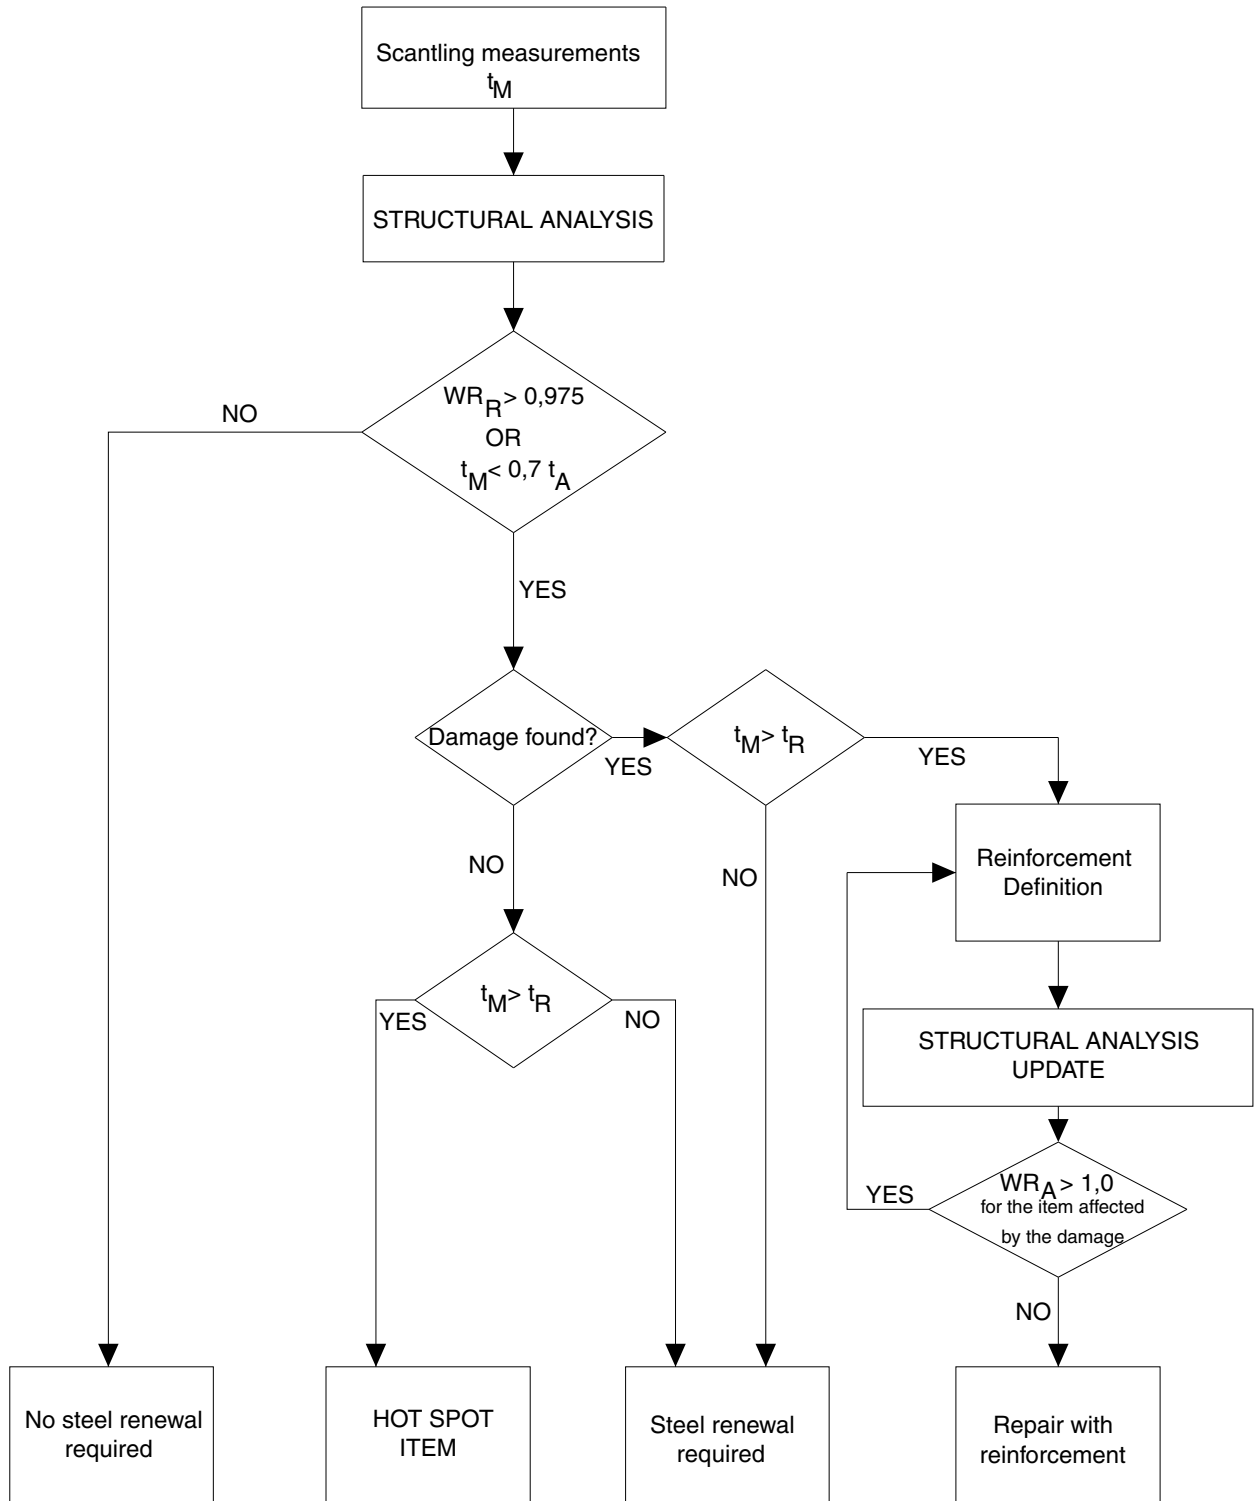 Scantling measurements
tM
STRUCTURAL ANALYSIS
WRR > 0,975
OR
tM < 0,7 tA
NO
YES
Damage found?
YES
tM > tR
YES
NO
NO
Reinforcement
Definition
tM > tR
YES
NO
STRUCTURAL ANALYSIS
UPDATE
WRA > 1,0
for the item affected
by the damage
YES
NO
No steel renewal
required
HOT SPOT
ITEM
Steel renewal
required
Repair with
reinforcement